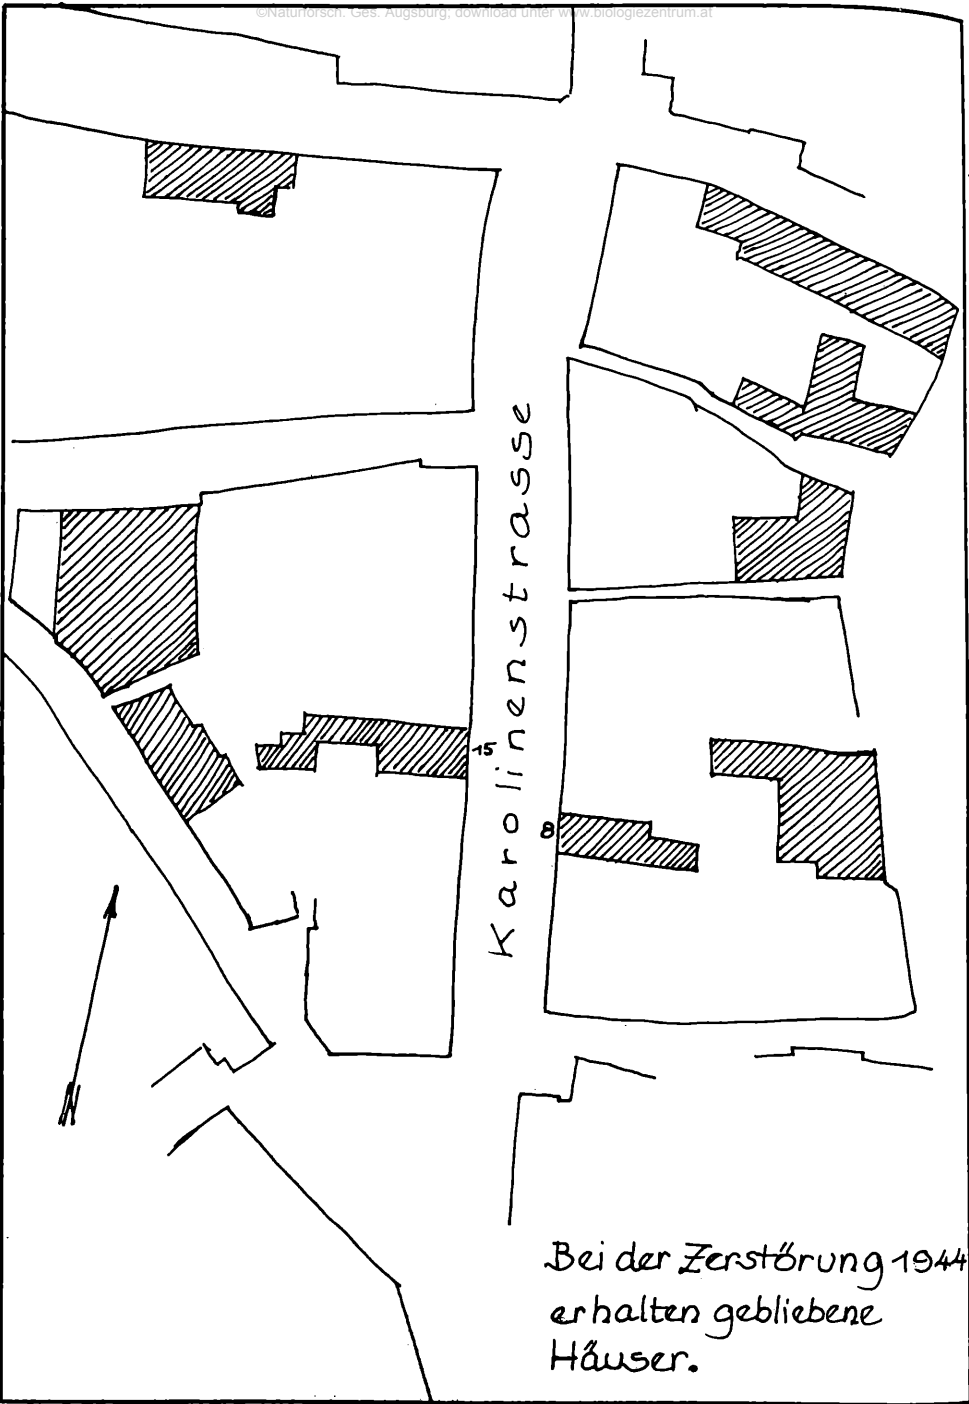 ©Naturforsch. Ges. Augsburg; download unter www.biologiezentrum.at
Karolinenstrasse
15
8
N
Bei der Zerstörung 1944
erhalten gebliebene
Häuser.